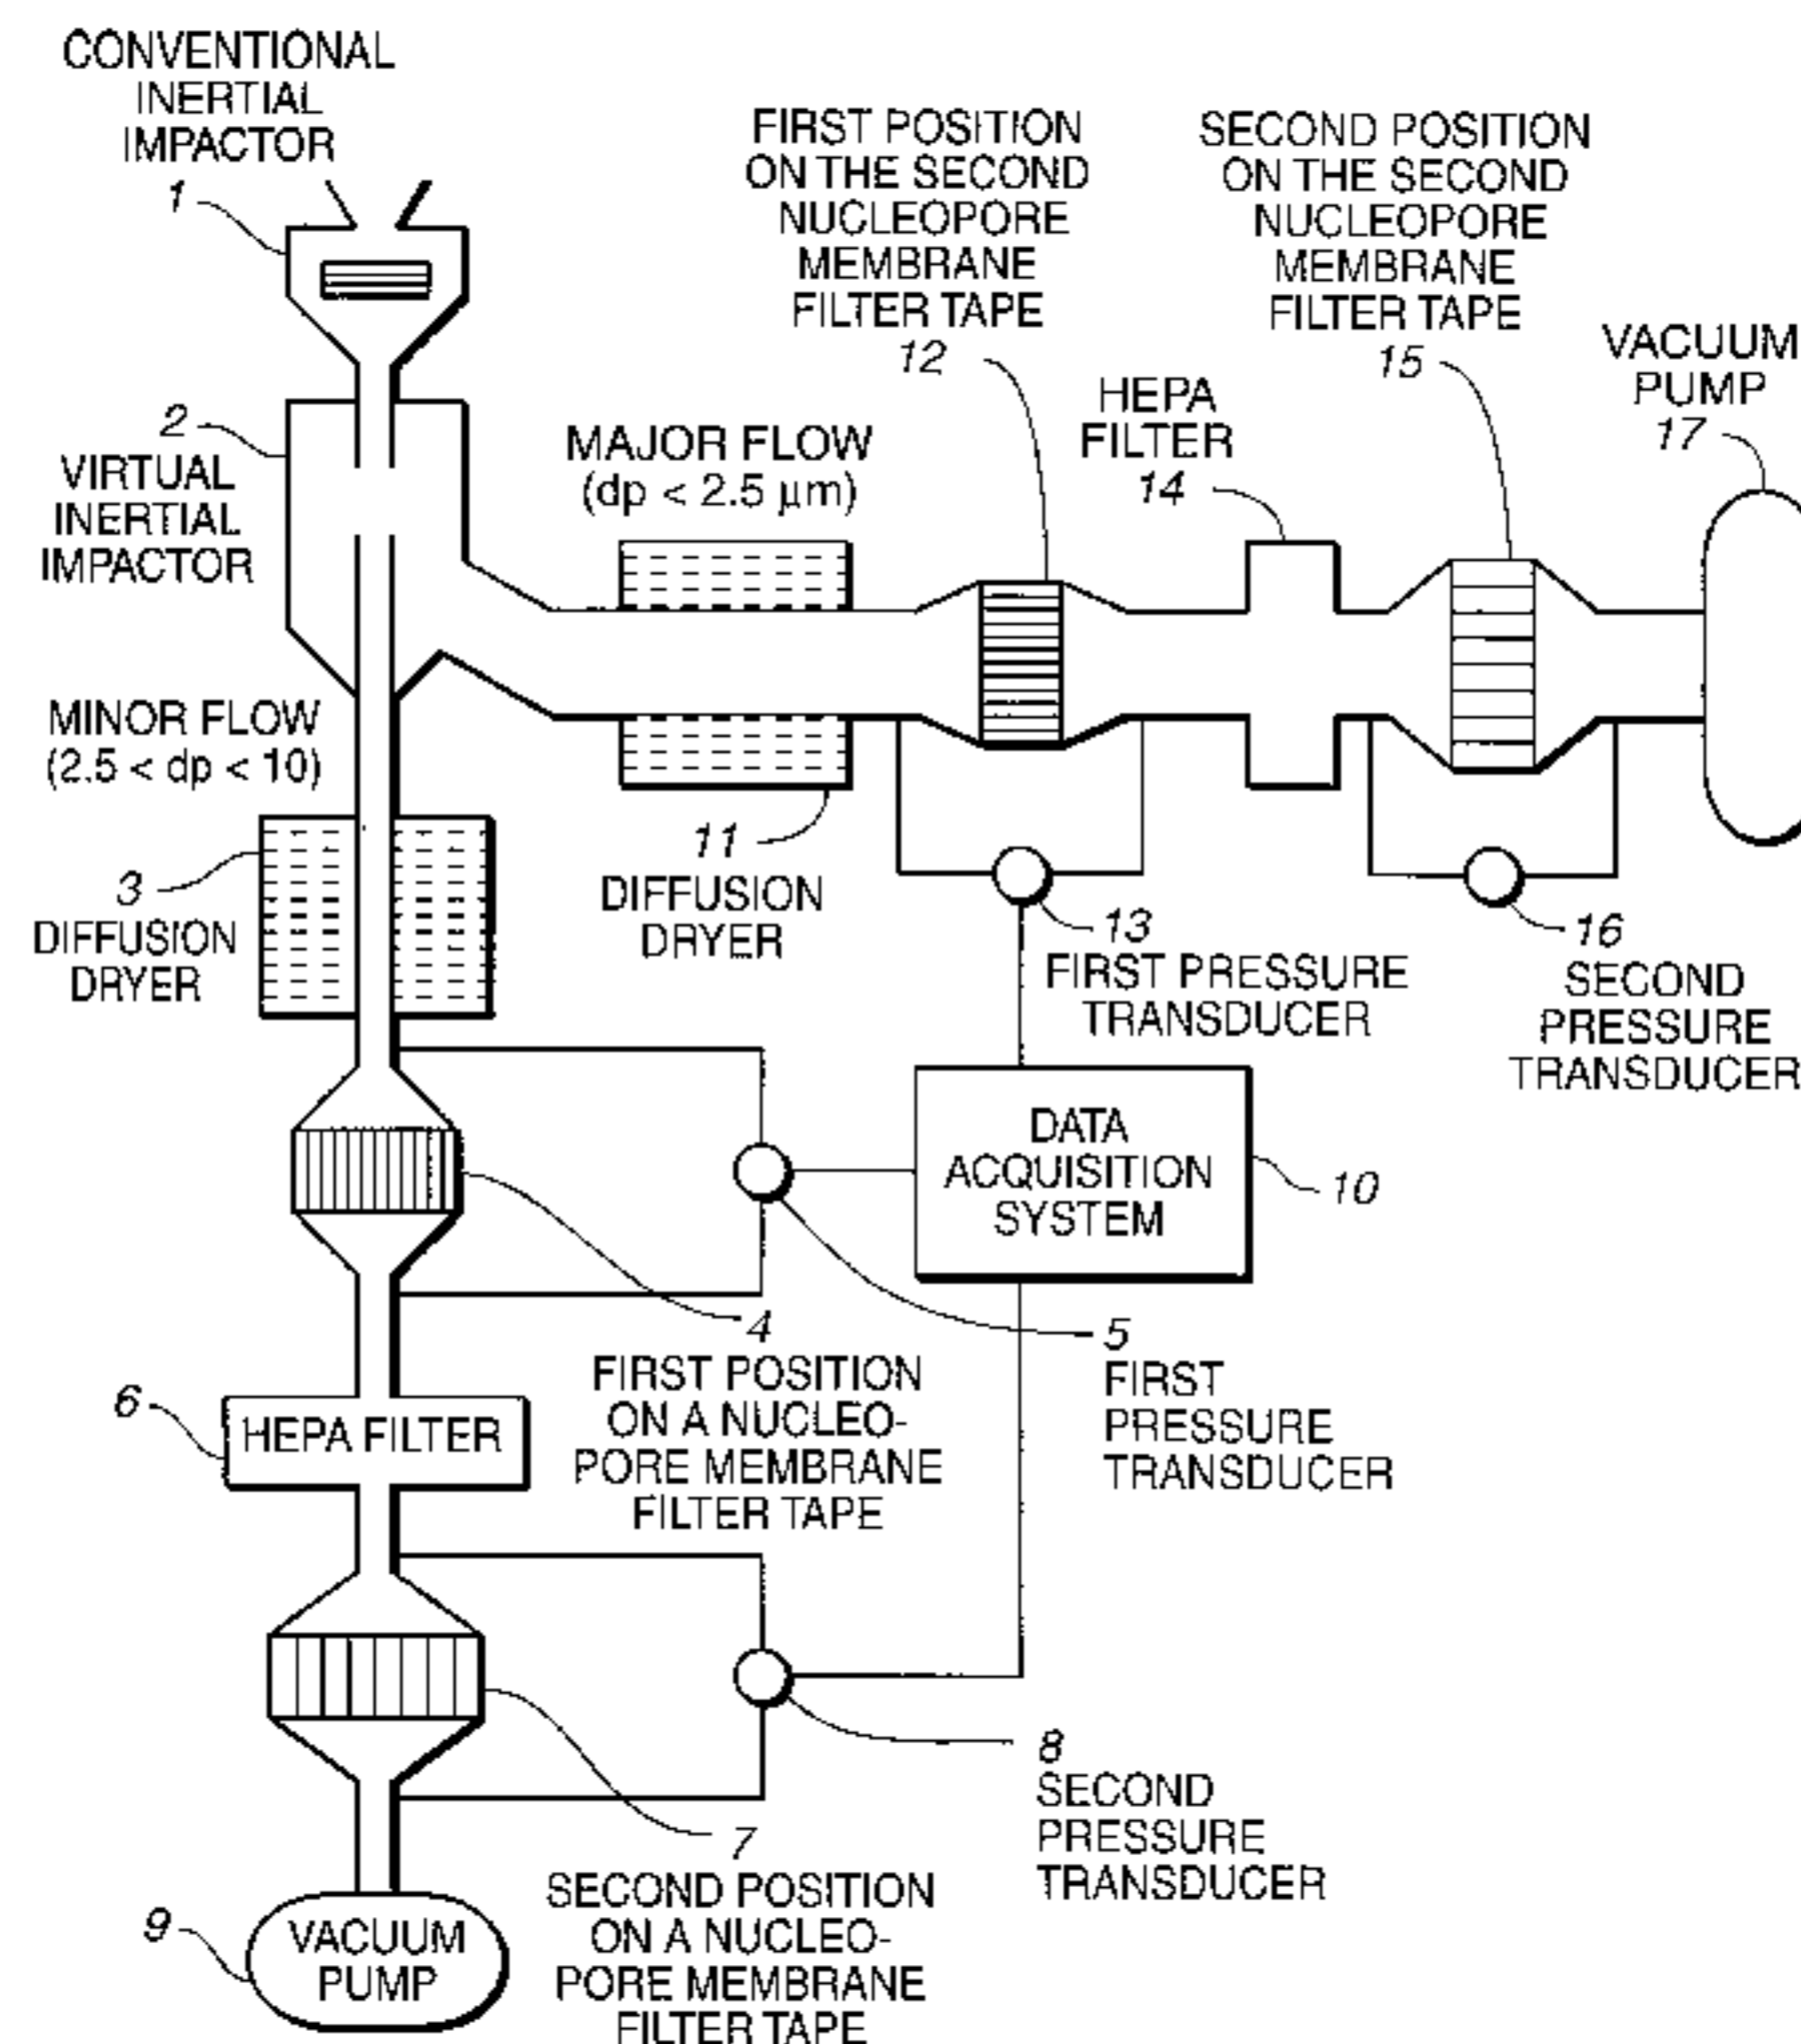 CONVENTIONAL
INERTIAL
IMPACTOR
1
2
VIRTUAL
INERTIAL
IMPACTOR
MAJOR FLOW
(dp < 2.5 μm)
FIRST POSITION
ON THE SECOND
NUCLEOPORE
MEMBRANE
FILTER TAPE
12
HEPA
FILTER
14
SECOND POSITION
ON THE SECOND
NUCLEOPORE
MEMBRANE
FILTER TAPE
15
VACUUM
PUMP
17
MINOR FLOW
(2.5 < dp < 10)
3
DIFFUSION
DRYER
11
DIFFUSION
DRYER
13
FIRST PRESSURE
TRANSDUCER
16
SECOND
PRESSURE
TRANSDUCER
DATA
ACQUISITION
SYSTEM
10
4
FIRST POSITION
ON A NUCLEO-
PORE MEMBRANE
FILTER TAPE
5
FIRST
PRESSURE
TRANSDUCER
6
HEPA FILTER
7
SECOND POSITION
ON A NUCLEO-
PORE MEMBRANE
FILTER TAPE
8
SECOND
PRESSURE
TRANSDUCER
9
VACUUM
PUMP